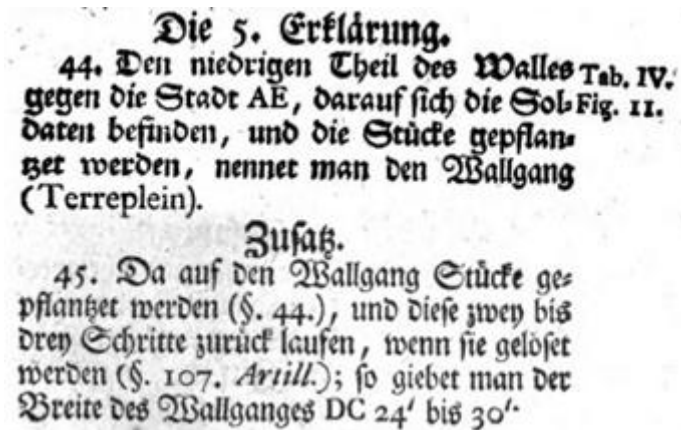 Die 5. Erklärung.
44. Den niedrigen Theil des Walles Tab. IV.
gegen die Stadt AE, darauf sich die Sol- Fig. 11.
daten befinden, und die Stücke gepflan-
tzet werden, nennet man den Wallgang
(Terreplein).
Zusatz.
45. Da auf den Wallgang Stücke ge-
pflantzet werden (§. 44.), und diese zwey bis
drey Schritte zurück laufen, wenn sie gelöset
werden (§. 107. Artill.); so giebet man der
Breite des Wallganges DC 24′ bis 30′.